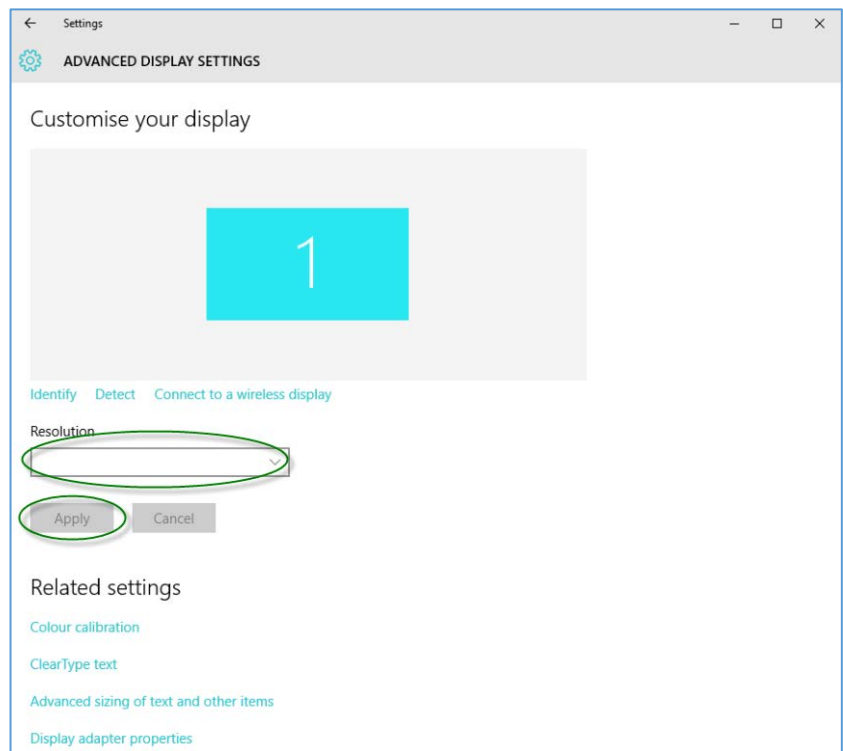 Settings
ADVANCED DISPLAY SETTINGS
Customise your display
1
Identify Detect Connect to a wireless display
Resolution
Apply Cancel
Related settings
Colour calibration
ClearType text
Advanced sizing of text and other items
Display adapter properties